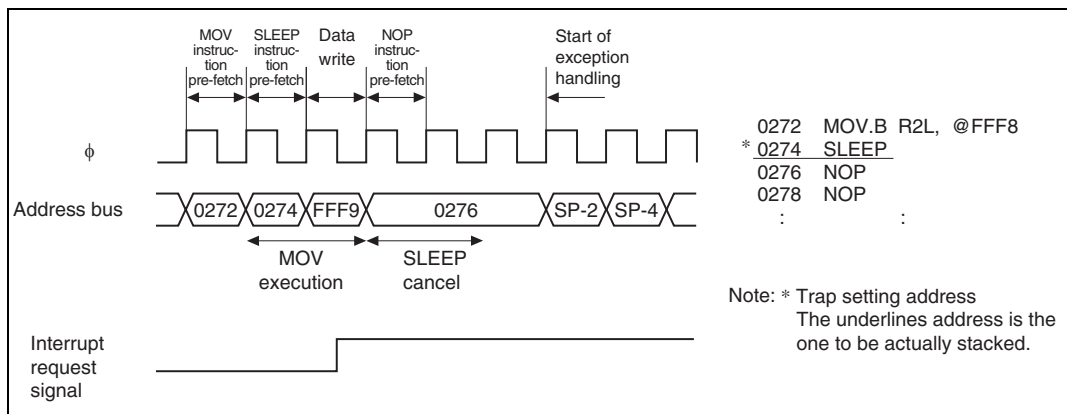 MOV
instruc-
tion
pre-fetch
SLEEP
instruc-
tion
pre-fetch
Data
write
NOP
instruc-
tion
pre-fetch
Start of
exception
handling
φ
Address bus
0272 0274 FFF9 0276 SP-2 SP-4
MOV
execution
SLEEP
cancel
Interrupt
request
signal
0272 MOV.B R2L, @FFF8
* 0274 SLEEP
0276 NOP
0278 NOP
: :
Note: * Trap setting address
The underlines address is the
one to be actually stacked.